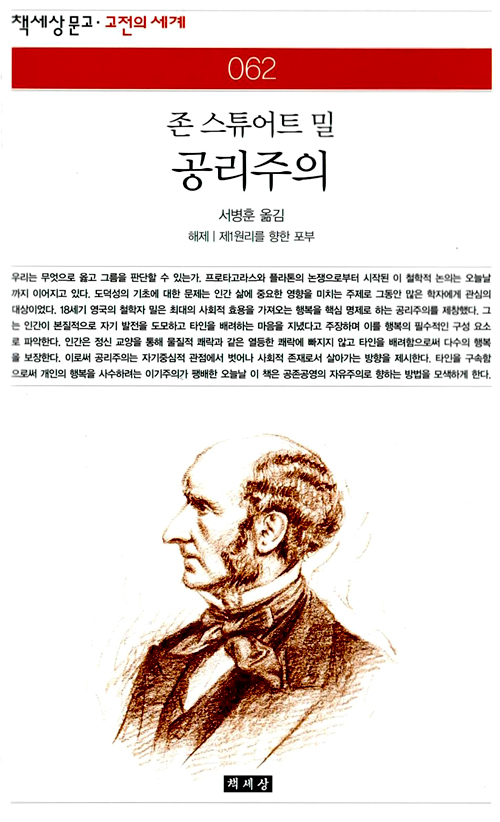 책세상 문고 · 고전의 세계
062
존 스튜어트 밀
공리주의
서병훈 옮김
해제 | 제1원리를 향한 포부
우리는 무엇으로 옳고 그름을 판단할 수 있는가. 프로타고라스와 플라톤의 논쟁으로부터 시작된 이 철학적 논의는 오늘날
까지 이어지고 있다. 도덕성의 기초에 대한 문제는 인간 삶에 중요한 영향을 미치는 주제로 그동안 많은 학자에게 관심의
대상이었다. 18세기 영국의 철학자 밀은 최대의 사회적 효용을 가져오는 행복을 핵심 명제로 하는 공리주의를 제창했다. 그
는 인간이 본질적으로 자기 발전을 도모하고 타인을 배려하는 마음을 지녔다고 주장하며 이를 행복의 필수적인 구성 요소
로 파악한다. 인간은 정신 교양을 통해 물질적 쾌락과 같은 열등한 쾌락에 빠지지 않고 타인을 배려함으로써 다수의 행복
을 보장한다. 이로써 공리주의는 자기중심적 관점에서 벗어나 사회적 존재로서 살아가는 방향을 제시한다. 타인을 구속함
으로써 개인의 행복을 사수하려는 이기주의가 팽배한 오늘날 이 책은 공존공영의 자유주의로 향하는 방법을 모색하게 한다.
책세상